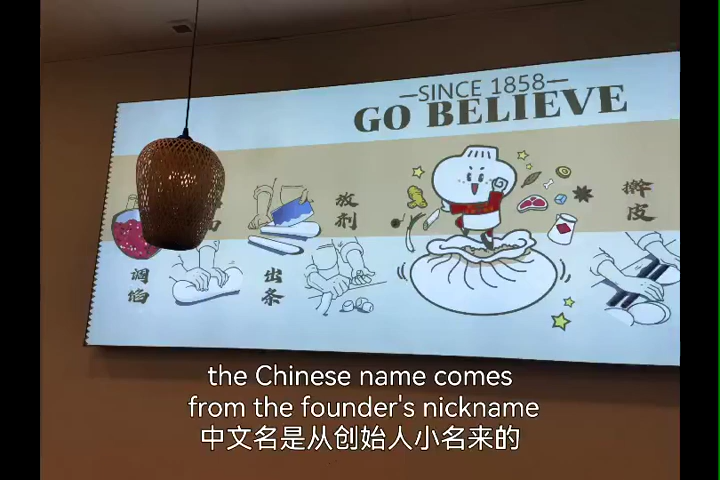 —SINCE 1858—
GO BELIEVE
放剂
擀皮
调馅
出条
the Chinese name comes
from the founder's nickname
中文名是从创始人小名来的